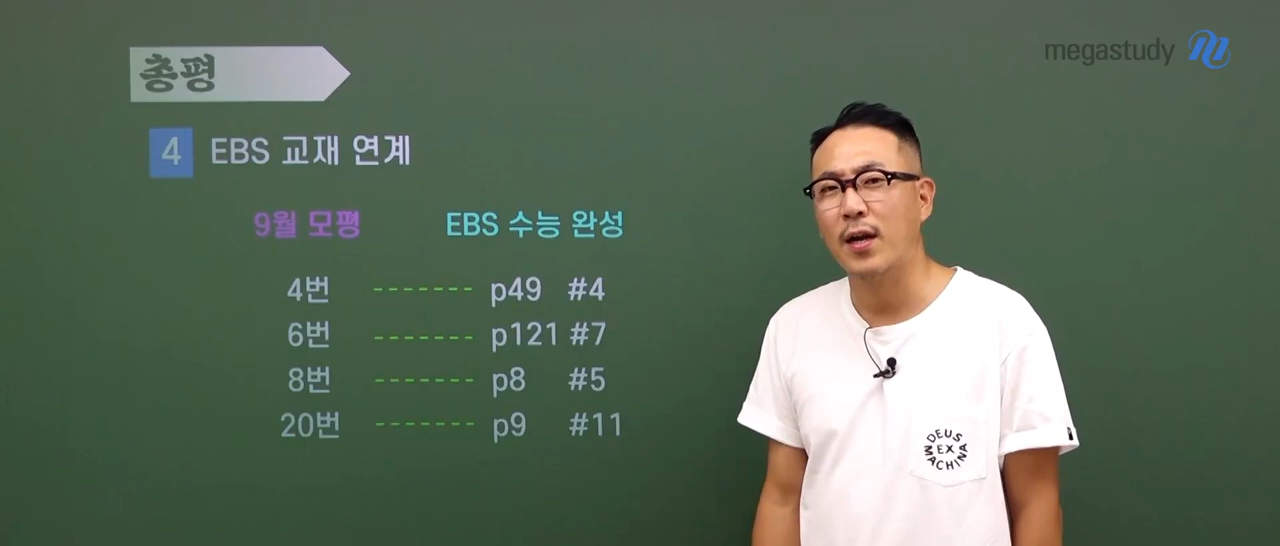 megastudy
총평
4 EBS 교재 연계
9월 모평 EBS 수능 완성
4번 ------- p49 #4
6번 ------- p121 #7
8번 ------- p8 #5
20번 ------- p9 #11
DEUS
EX
MACHINA